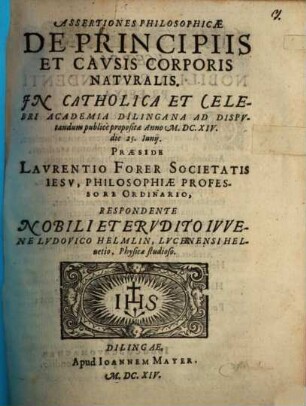 ASSERTIONES PHILOSOPHICÆ
DE PRINCIPIIS
ET CAVSIS CORPORIS
NATVRALIS.
IN CATHOLICA ET CELE-
BRI ACADEMIA DILINGANA AD DISPV-
tandum publicè proposita Anno M. DC. XIV.
die 25. Iunij.
PRÆSIDE
LAVRENTIO FORER SOCIETATIS
IESV, PHILOSOPHIÆ PROFES-
SORE ORDINARIO,
RESPONDENTE
NOBILI ET ERVDITO IVVE-
NE LVDOVICO HELMLIN, LVCERNENSI HEL-
uetio, Physicæ studioso.
IHS
DILINGAE,
Apud IOANNEM MAYER.
M. DC. XIV.